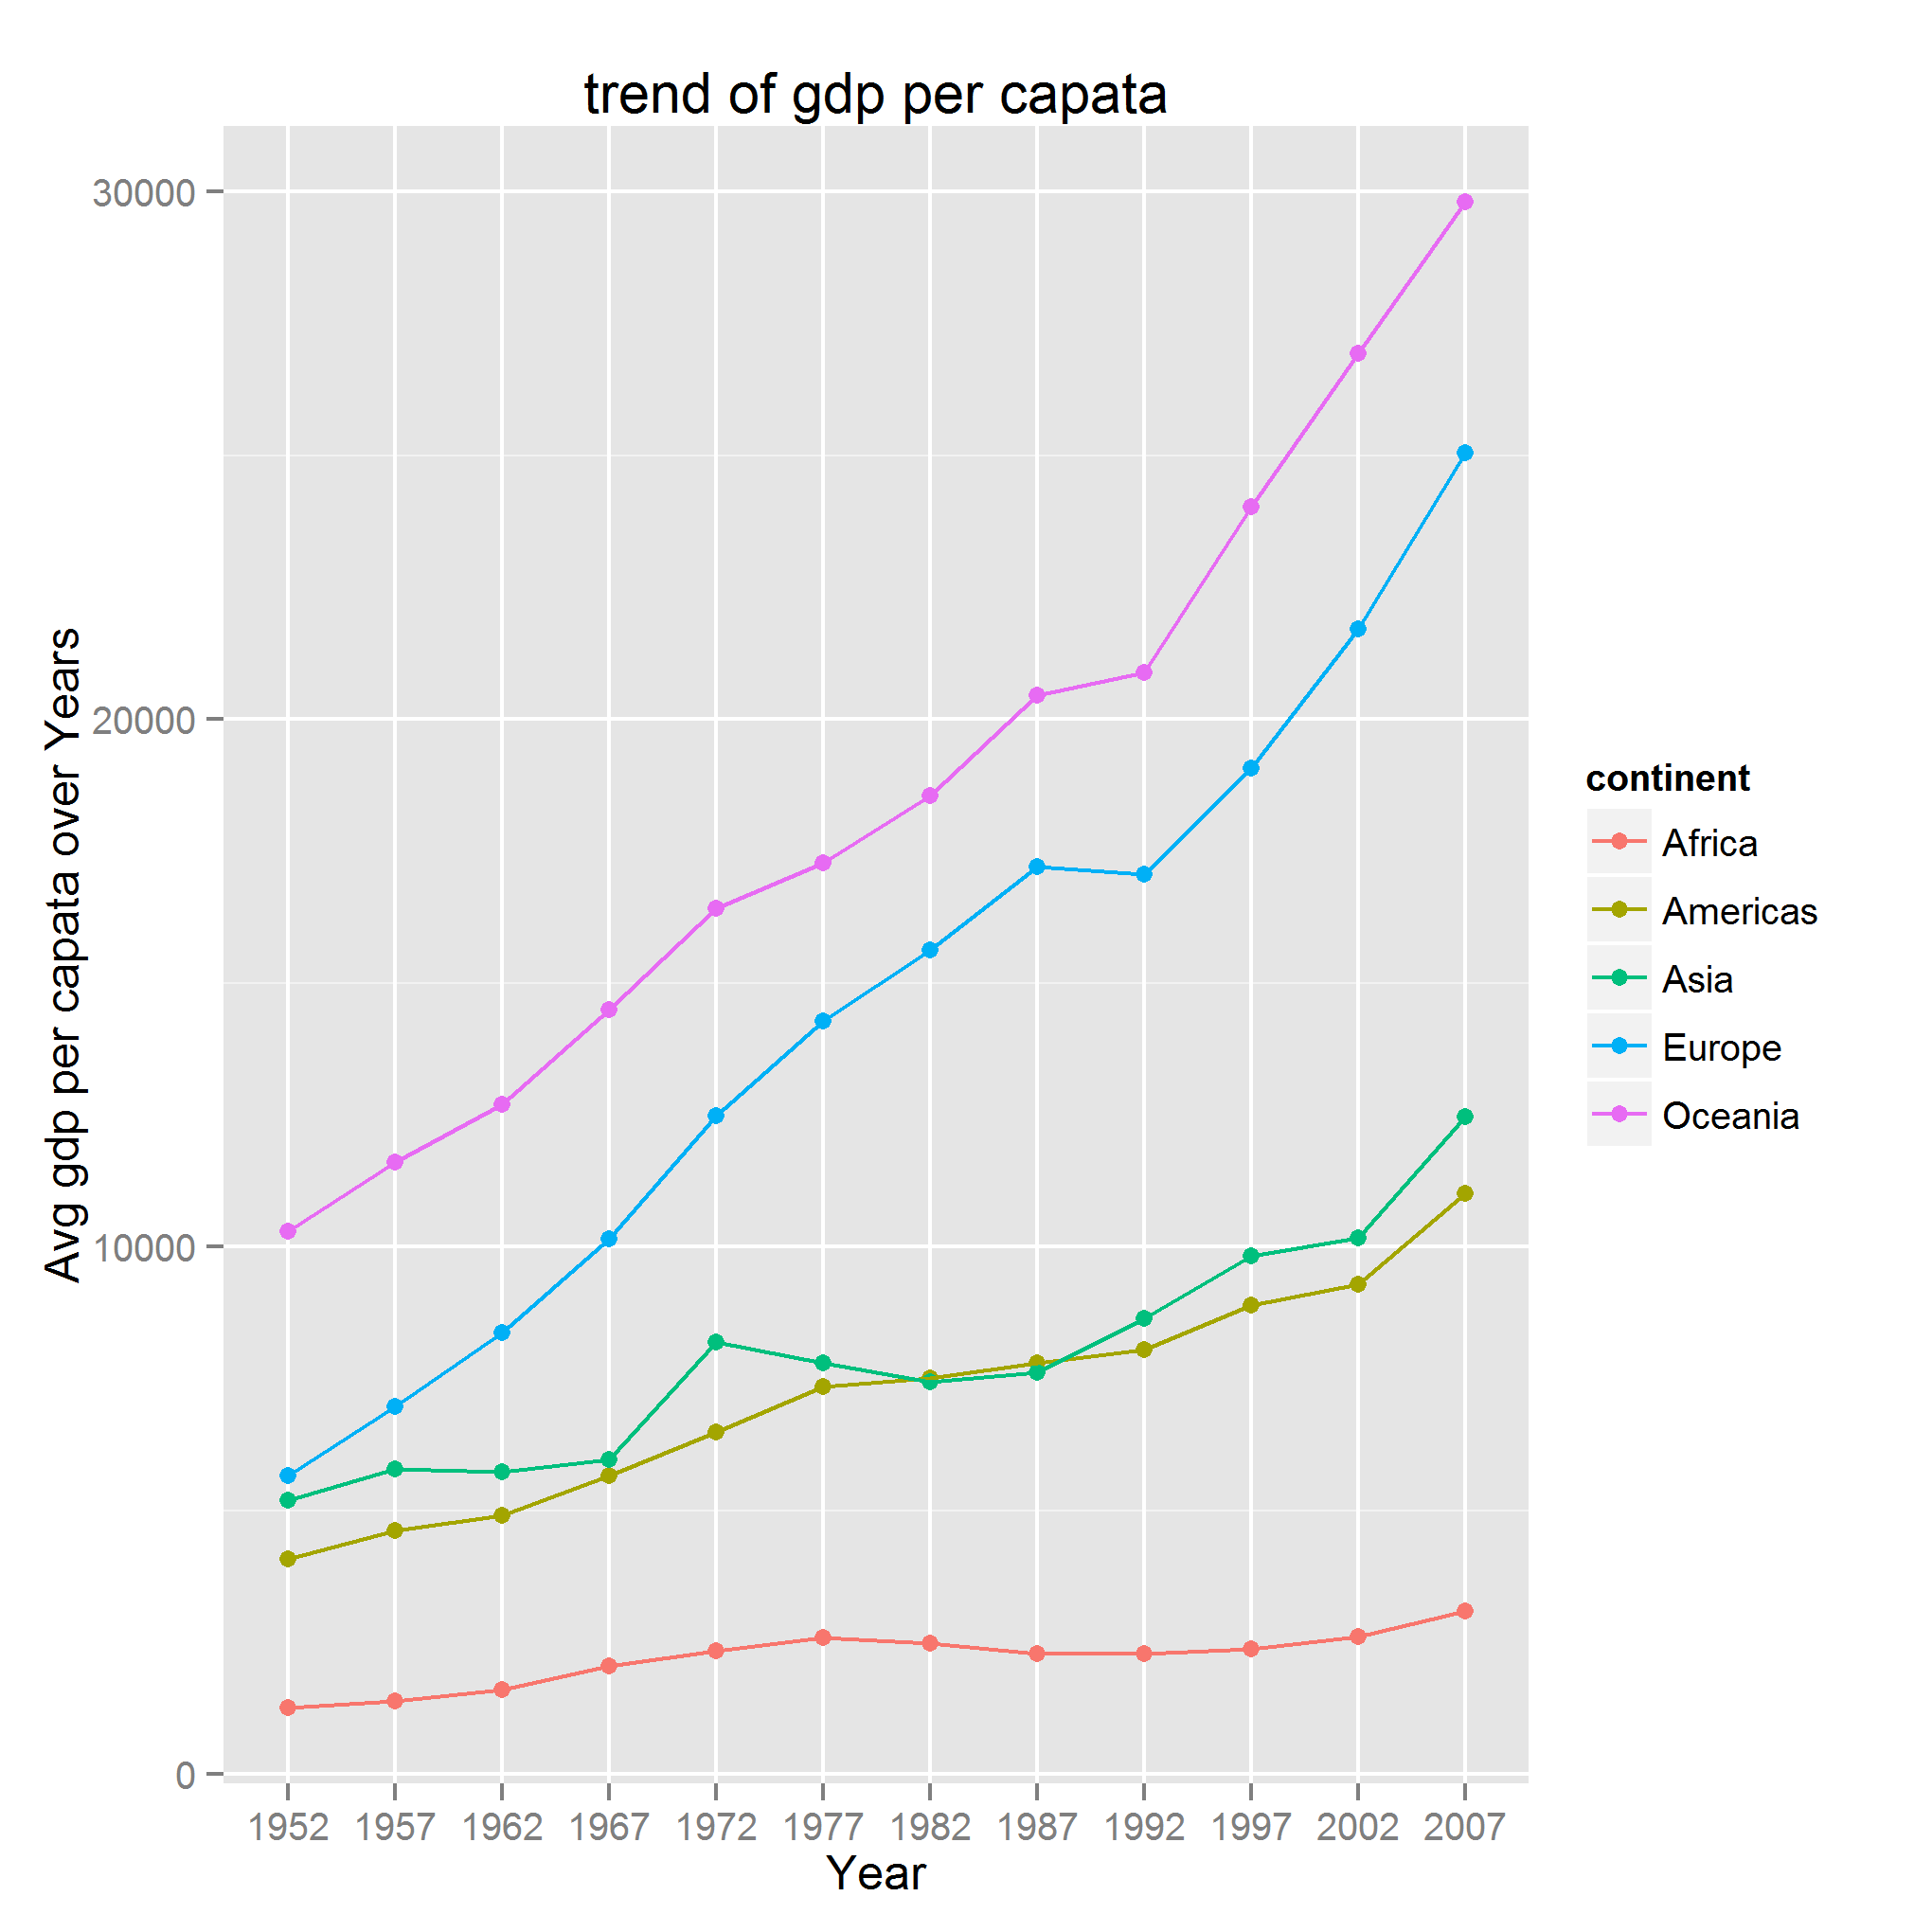 trend of gdp per capata
Avg gdp per capata over Years
30000
20000
10000
0
1952 1957 1962 1967 1972 1977 1982 1987 1992 1997 2002 2007
Year
continent
Africa
Americas
Asia
Europe
Oceania